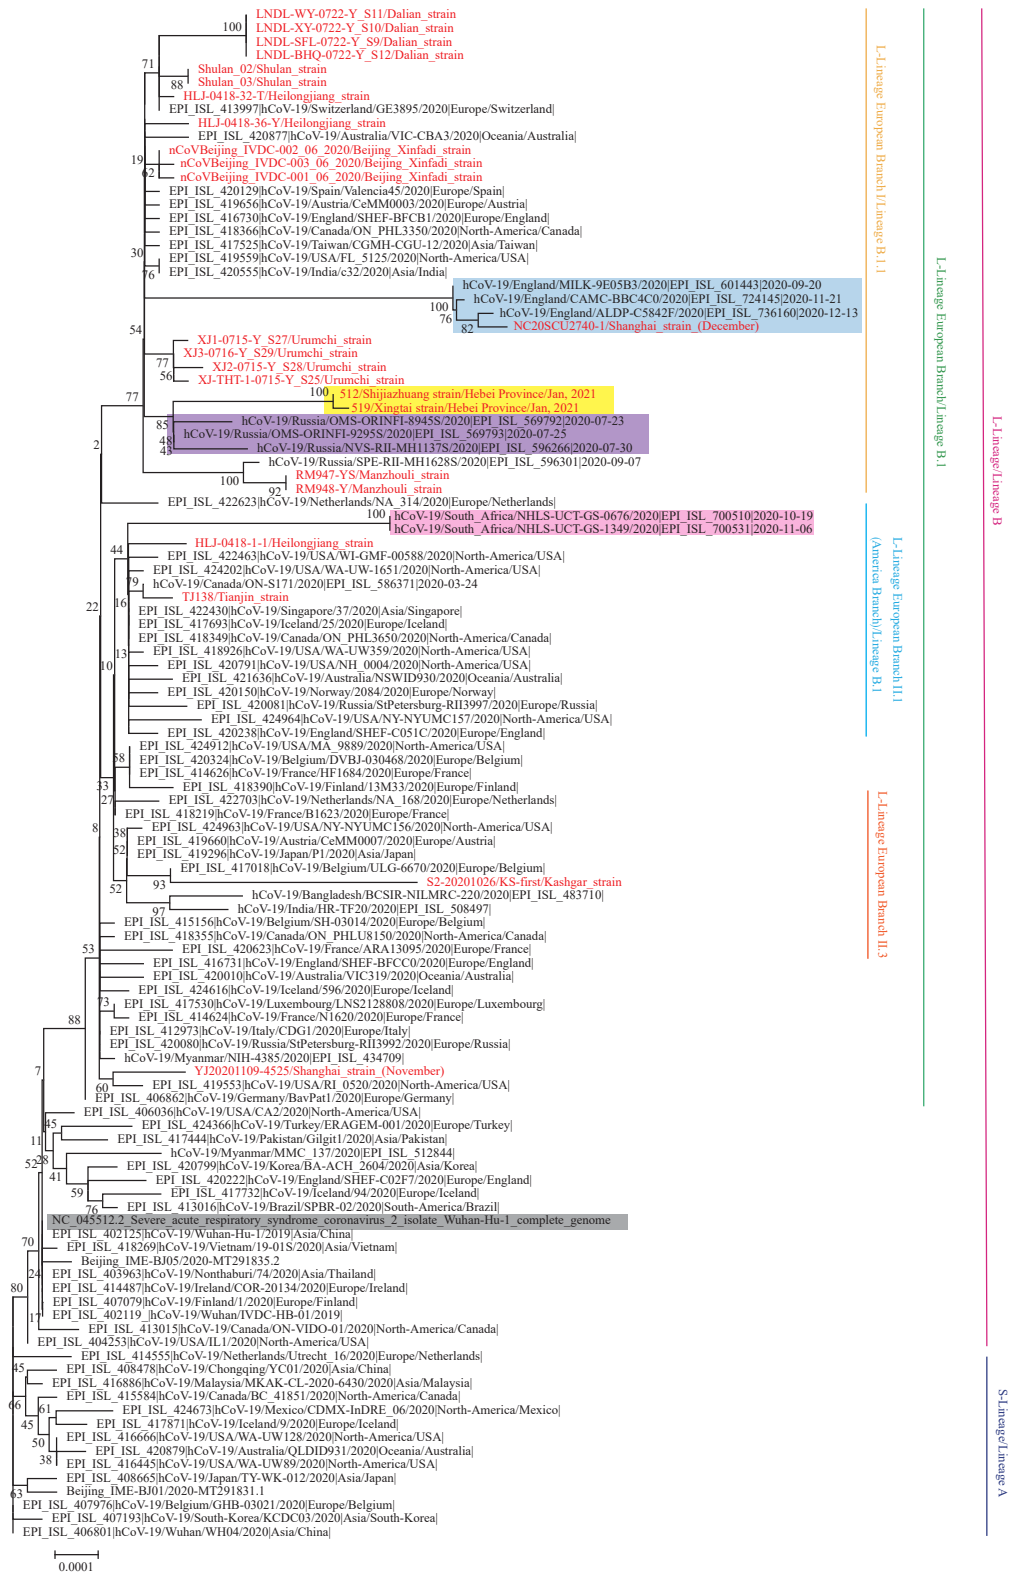 LNDL-WY-0722-Y_S11/Dalian_strain
100
LNDL-XY-0722-Y_S10/Dalian_strain
LNDL-SFL-0722-Y_S9/Dalian_strain
LNDL-BHQ-0722-Y_S12/Dalian_strain
71
Shulan_02/Shulan_strain
88
Shulan_03/Shulan_strain
HLJ-0418-32-T/Heilongjiang_strain
EPI_ISL_413997|hCoV-19/Switzerland/GE3895/2020|Europe/Switzerland|
HLJ-0418-36-Y/Heilongjiang_strain
EPI_ISL_420877|hCoV-19/Australia/VIC-CBA3/2020|Oceania/Australia|
nCoVBeijing_IVDC-002_06_2020/Beijing_Xinfadi_strain
19
nCoVBeijing_IVDC-003_06_2020/Beijing_Xinfadi_strain
62
nCoVBeijing_IVDC-001_06_2020/Beijing_Xinfadi_strain
EPI_ISL_420129|hCoV-19/Spain/Valencia45/2020|Europe/Spain|
EPI_ISL_419656|hCoV-19/Austria/CeMM0003/2020|Europe/Austria|
EPI_ISL_416730|hCoV-19/England/SHEF-BFCB1/2020|Europe/England|
EPI_ISL_418366|hCoV-19/Canada/ON_PHL3350/2020|North-America/Canada|
EPI_ISL_417525|hCoV-19/Taiwan/CGMH-CGU-12/2020|Asia/Taiwan|
30
EPI_ISL_419559|hCoV-19/USA/FL_5125/2020|North-America/USA|
76
EPI_ISL_420555|hCoV-19/India/c32/2020|Asia/India|
hCoV-19/England/MILK-9E05B3/2020|EPI_ISL_601443|2020-09-20
100
hCoV-19/England/CAMC-BBC4C0/2020|EPI_ISL_724145|2020-11-21
76
hCoV-19/England/ALDP-C5842F/2020|EPI_ISL_736160|2020-12-13
82
NC20SCU2740-1/Shanghai_strain_(December)
54
XJ1-0715-Y_S27/Urumchi_strain
XJ3-0716-Y_S29/Urumchi_strain
77
XJ2-0715-Y_S28/Urumchi_strain
56
XJ-THT-1-0715-Y_S25/Urumchi_strain
100
512/Shijiazhuang strain/Hebei Province/Jan, 2021
77
519/Xingtai strain/Hebei Province/Jan, 2021
85
hCoV-19/Russia/OMS-ORINFI-8945S/2020|EPI_ISL_569792|2020-07-23
hCoV-19/Russia/OMS-ORINFI-9295S/2020|EPI_ISL_569793|2020-07-25
48
43
hCoV-19/Russia/NVS-RII-MH1137S/2020|EPI_ISL_596266|2020-07-30
2
hCoV-19/Russia/SPE-RII-MH1628S/2020|EPI_ISL_596301|2020-09-07
100
RM947-YS/Manzhouli_strain
92
RM948-Y/Manzhouli_strain
EPI_ISL_422623|hCoV-19/Netherlands/NA_314/2020|Europe/Netherlands|
100
hCoV-19/South_Africa/NHLS-UCT-GS-0676/2020|EPI_ISL_700510|2020-10-19
hCoV-19/South_Africa/NHLS-UCT-GS-1349/2020|EPI_ISL_700531|2020-11-06
HLJ-0418-1-1/Heilongjiang_strain
44
EPI_ISL_422463|hCoV-19/USA/WI-GMF-00588/2020|North-America/USA|
EPI_ISL_424202|hCoV-19/USA/WA-UW-1651/2020|North-America/USA|
79
hCoV-19/Canada/ON-S171/2020|EPI_ISL_586371|2020-03-24
TJ138/Tianjin_strain
22
16
EPI_ISL_422430|hCoV-19/Singapore/37/2020|Asia/Singapore|
EPI_ISL_417693|hCoV-19/Iceland/25/2020|Europe/Iceland|
EPI_ISL_418349|hCoV-19/Canada/ON_PHL3650/2020|North-America/Canada|
13
EPI_ISL_418926|hCoV-19/USA/WA-UW359/2020|North-America/USA|
10
EPI_ISL_420791|hCoV-19/USA/NH_0004/2020|North-America/USA|
EPI_ISL_421636|hCoV-19/Australia/NSWID930/2020|Oceania/Australia|
EPI_ISL_420150|hCoV-19/Norway/2084/2020|Europe/Norway|
EPI_ISL_420081|hCoV-19/Russia/StPetersburg-RII3997/2020|Europe/Russia|
EPI_ISL_424964|hCoV-19/USA/NY-NYUMC157/2020|North-America/USA|
EPI_ISL_420238|hCoV-19/England/SHEF-C051C/2020|Europe/England|
EPI_ISL_424912|hCoV-19/USA/MA_9889/2020|North-America/USA|
58
EPI_ISL_420324|hCoV-19/Belgium/DVBJ-030468/2020|Europe/Belgium|
EPI_ISL_414626|hCoV-19/France/HF1684/2020|Europe/France|
33
EPI_ISL_418390|hCoV-19/Finland/13M33/2020|Europe/Finland|
27
EPI_ISL_422703|hCoV-19/Netherlands/NA_168/2020|Europe/Netherlands|
EPI_ISL_418219|hCoV-19/France/B1623/2020|Europe/France|
8
38
EPI_ISL_424963|hCoV-19/USA/NY-NYUMC156/2020|North-America/USA|
EPI_ISL_419660|hCoV-19/Austria/CeMM0007/2020|Europe/Austria|
52
EPI_ISL_419296|hCoV-19/Japan/P1/2020|Asia/Japan|
EPI_ISL_417018|hCoV-19/Belgium/ULG-6670/2020|Europe/Belgium|
93
S2-20201026/KS-first/Kashgar_strain
52
hCoV-19/Bangladesh/BCSIR-NILMRC-220/2020|EPI_ISL_483710|
97
hCoV-19/India/HR-TF20/2020|EPI_ISL_508497|
EPI_ISL_415156|hCoV-19/Belgium/SH-03014/2020|Europe/Belgium|
EPI_ISL_418355|hCoV-19/Canada/ON_PHLU8150/2020|North-America/Canada|
53
EPI_ISL_420623|hCoV-19/France/ARA13095/2020|Europe/France|
EPI_ISL_416731|hCoV-19/England/SHEF-BFCC0/2020|Europe/England|
EPI_ISL_420010|hCoV-19/Australia/VIC319/2020|Oceania/Australia|
EPI_ISL_424616|hCoV-19/Iceland/596/2020|Europe/Iceland|
73
EPI_ISL_417530|hCoV-19/Luxembourg/LNS2128808/2020|Europe/Luxembourg|
EPI_ISL_414624|hCoV-19/France/N1620/2020|Europe/France|
88
EPI_ISL_412973|hCoV-19/Italy/CDG1/2020|Europe/Italy|
EPI_ISL_420080|hCoV-19/Russia/StPetersburg-RII3992/2020|Europe/Russia|
hCoV-19/Myanmar/NIH-4385/2020|EPI_ISL_434709|
7
YJ20201109-4525/Shanghai_strain_(November)
60
EPI_ISL_419553|hCoV-19/USA/RI_0520/2020|North-America/USA|
EPI_ISL_406862|hCoV-19/Germany/BavPat1/2020|Europe/Germany|
EPI_ISL_406036|hCoV-19/USA/CA2/2020|North-America/USA|
45
EPI_ISL_424366|hCoV-19/Turkey/ERAGEM-001/2020|Europe/Turkey|
11
EPI_ISL_417444|hCoV-19/Pakistan/Gilgit1/2020|Asia/Pakistan|
28
hCoV-19/Myanmar/MMC_137/2020|EPI_ISL_512844|
52
41
EPI_ISL_420799|hCoV-19/Korea/BA-ACH_2604/2020|Asia/Korea|
EPI_ISL_420222|hCoV-19/England/SHEF-C02F7/2020|Europe/England|
59
EPI_ISL_417732|hCoV-19/Iceland/94/2020|Europe/Iceland|
76
EPI_ISL_413016|hCoV-19/Brazil/SPBR-02/2020|South-America/Brazil|
NC_045512.2_Severe_acute_respiratory_syndrome_coronavirus_2_isolate_Wuhan-Hu-1_complete_genome
EPI_ISL_402125|hCoV-19/Wuhan-Hu-1/2019|Asia/China|
70
EPI_ISL_418269|hCoV-19/Vietnam/19-01S/2020|Asia/Vietnam|
Beijing_IME-BJ05/2020-MT291835.2
24
EPI_ISL_403963|hCoV-19/Nonthaburi/74/2020|Asia/Thailand|
80
EPI_ISL_414487|hCoV-19/Ireland/COR-20134/2020|Europe/Ireland|
EPI_ISL_407079|hCoV-19/Finland/1/2020|Europe/Finland|
17
EPI_ISL_402119_|hCoV-19/Wuhan/IVDC-HB-01/2019|
EPI_ISL_413015|hCoV-19/Canada/ON-VIDO-01/2020|North-America/Canada|
EPI_ISL_404253|hCoV-19/USA/IL1/2020|North-America/USA|
EPI_ISL_414555|hCoV-19/Netherlands/Utrecht_16/2020|Europe/Netherlands|
45
EPI_ISL_408478|hCoV-19/Chongqing/YC01/2020|Asia/China|
EPI_ISL_416886|hCoV-19/Malaysia/MKAK-CL-2020-6430/2020|Asia/Malaysia|
66
EPI_ISL_415584|hCoV-19/Canada/BC_41851/2020|North-America/Canada|
61
EPI_ISL_424673|hCoV-19/Mexico/CDMX-InDRE_06/2020|North-America/Mexico|
45
EPI_ISL_417871|hCoV-19/Iceland/9/2020|Europe/Iceland|
50
EPI_ISL_416666|hCoV-19/USA/WA-UW128/2020|North-America/USA|
EPI_ISL_420879|hCoV-19/Australia/QLDID931/2020|Oceania/Australia|
38
EPI_ISL_416445|hCoV-19/USA/WA-UW89/2020|North-America/USA|
EPI_ISL_408665|hCoV-19/Japan/TY-WK-012/2020|Asia/Japan|
63
Beijing_IME-BJ01/2020-MT291831.1
EPI_ISL_407976|hCoV-19/Belgium/GHB-03021/2020|Europe/Belgium|
EPI_ISL_407193|hCoV-19/South-Korea/KCDC03/2020|Asia/South-Korea|
EPI_ISL_406801|hCoV-19/Wuhan/WH04/2020|Asia/China|
0.0001
L-Lineage European Branch I/Lineage B.1.1
L-Lineage European Branch II.1
(America Branch)/Lineage B.1
L-Lineage European Branch II.3
L-Lineage European Branch/Lineage B.1
L-Lineage/Lineage B
S-Lineage/Lineage A